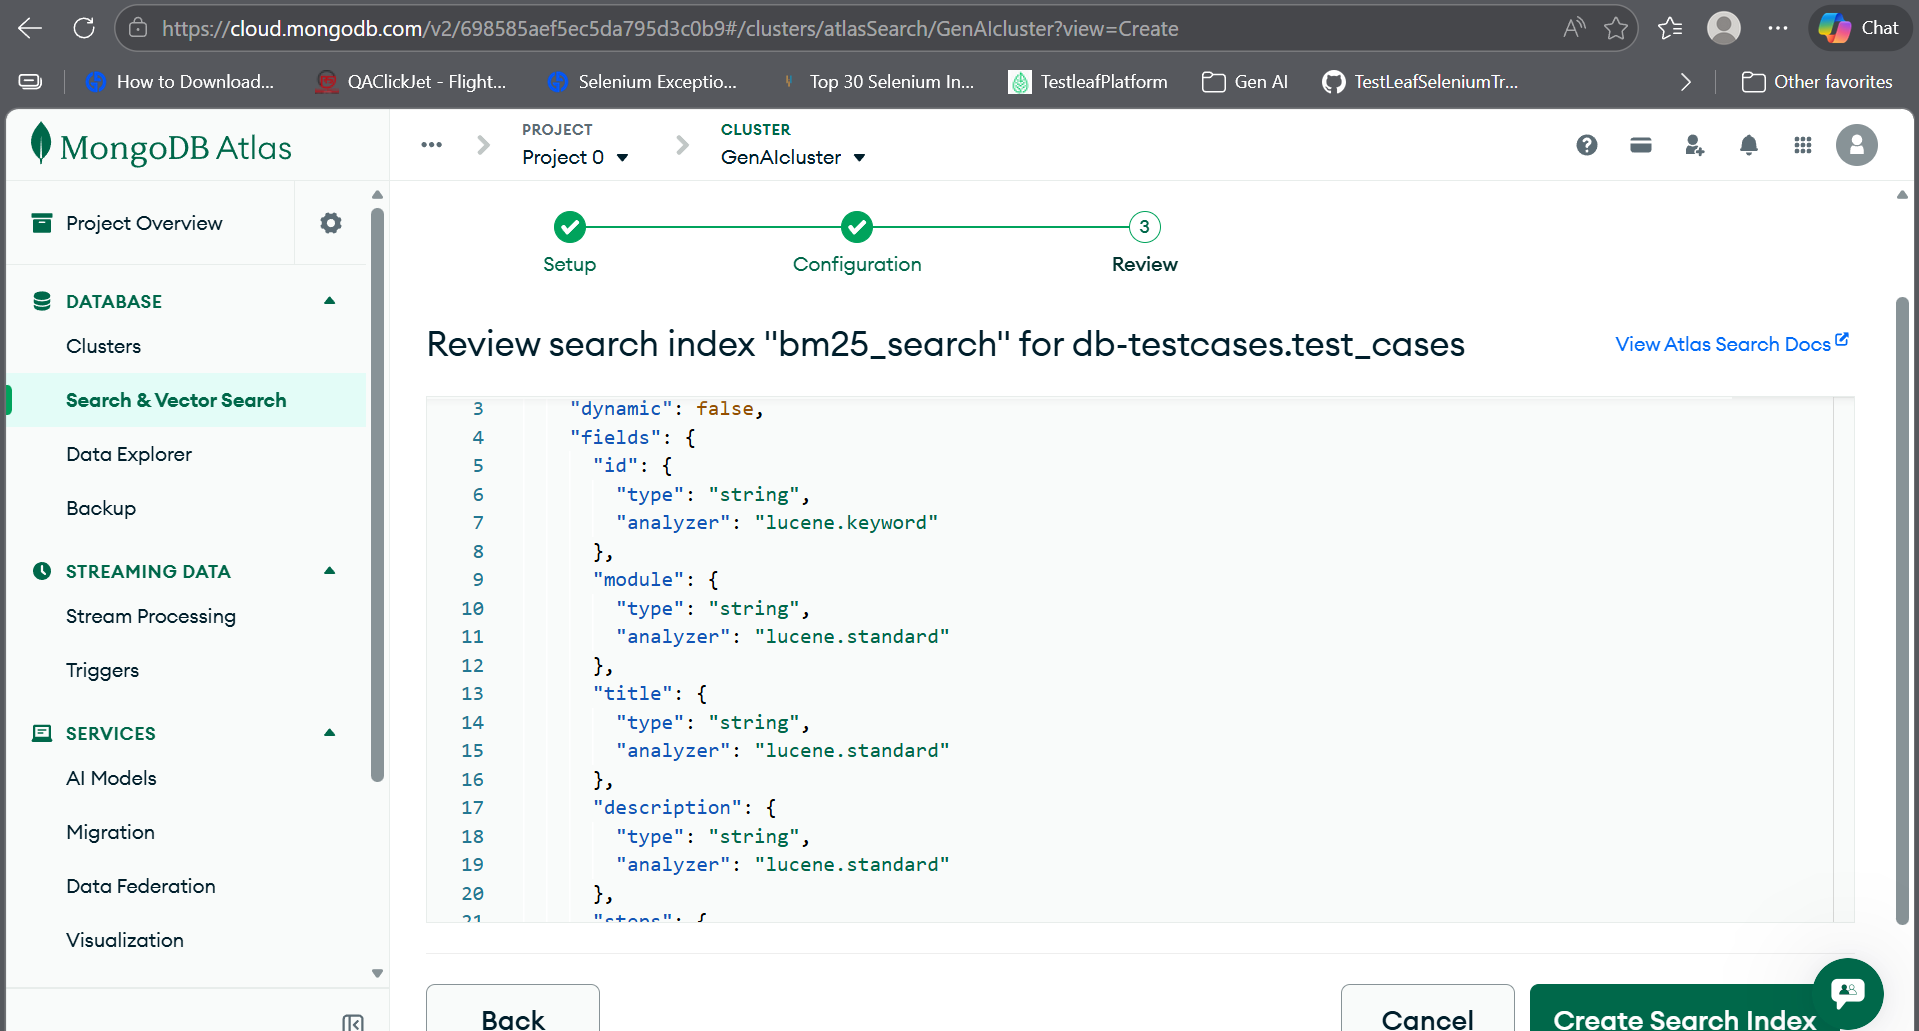 https://cloud.mongodb.com/v2/698585aef5ec5da795d3c0b9#/clusters/atlasSearch/GenAIcluster?view=Create
Chat
How to Download...
QAClickJet - Flight...
Selenium Exceptio...
Top 30 Selenium In...
TestleafPlatform
Gen AI
TestLeafSeleniumTr...
Other favorites
MongoDB Atlas
PROJECT
Project 0
CLUSTER
GenAIcluster
Project Overview
DATABASE
Clusters
Search & Vector Search
Data Explorer
Backup
STREAMING DATA
Stream Processing
Triggers
SERVICES
AI Models
Migration
Data Federation
Visualization
Setup
Configuration
3
Review
Review search index "bm25_search" for db-testcases.test_cases
View Atlas Search Docs
3 "dynamic": false,
4 "fields": {
5 "id": {
6 "type": "string",
7 "analyzer": "lucene.keyword"
8 },
9 "module": {
10 "type": "string",
11 "analyzer": "lucene.standard"
12 },
13 "title": {
14 "type": "string",
15 "analyzer": "lucene.standard"
16 },
17 "description": {
18 "type": "string",
19 "analyzer": "lucene.standard"
20 },
21 "steps": {
Back
Cancel
Create Search Index